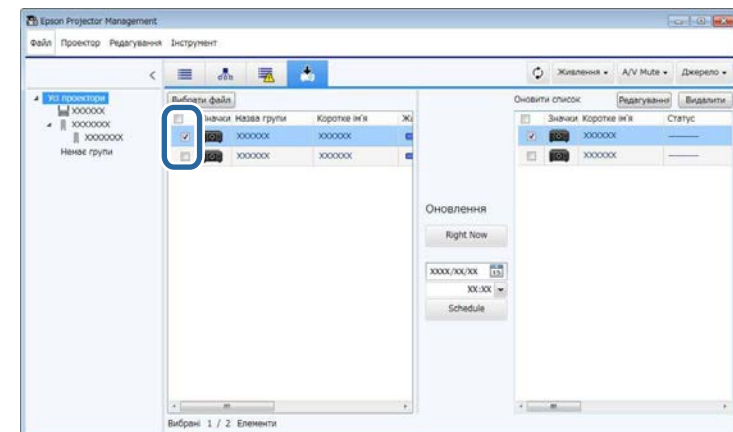 Epson Projector Management
Файл Проектор Редагування Інструмент
Живлення A/V Mute Джерело
Усі проектори
XXXXXX
XXXXXXX
XXXXXXX
Немає групи
Вибрати файл
Значки Назва групи Коротке ім'я Жи
XXXXXX XXXXXX
XXXXXX XXXXXX
Оновлення
Right Now
XXXX/XX/XX 15
XX:XX
Schedule
Оновити список Редагування Видалити
Значки Коротке ім'я Статус
XXXXXX ----------
XXXXXX ----------
Вибрані 1 / 2 Елементи